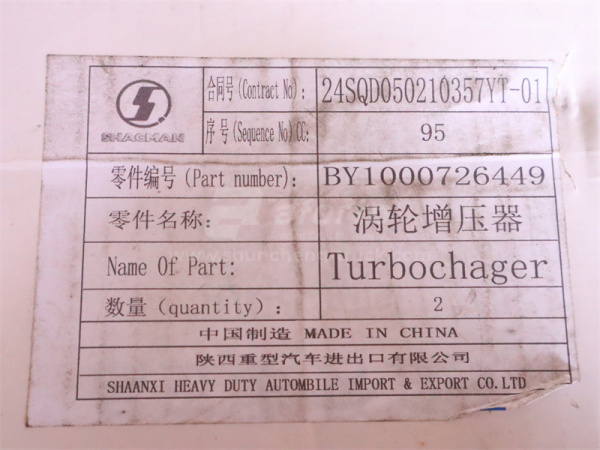 SHACMAN
合同号(Contract No): 24SQD050210357YT-01
序号(Sequence No)CC: 95
零件编号(Part number): BY1000726449
零件名称: 涡轮增压器
Name Of Part: Turbochager
数量(quantity): 2
中国制造 MADE IN CHINA
陕西重型汽车进出口有限公司
SHAANXI HEAVY DUTY AUTOMBILE IMPORT & EXPORT CO.LTD